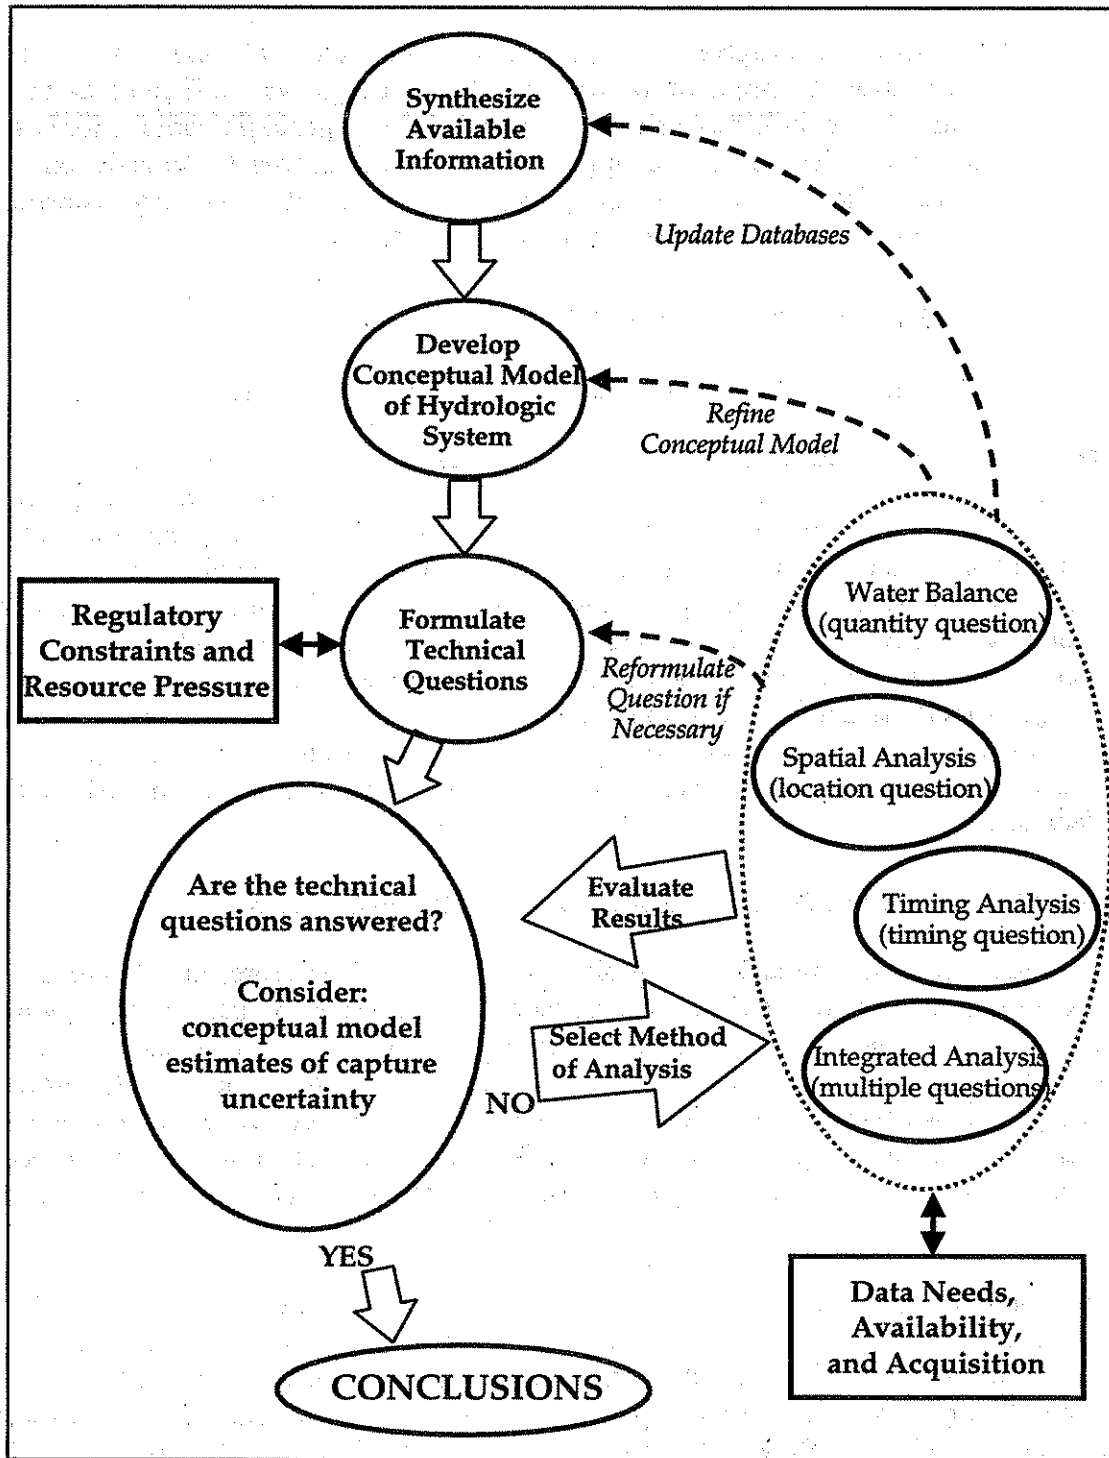 Synthesize
Available
Information
Update Databases
Develop
Conceptual Model
of Hydrologic
System
Refine
Conceptual Model
Regulatory
Constraints and
Resource Pressure
Formulate
Technical
Questions
Reformulate
Question if
Necessary
Water Balance
(quantity question)
Spatial Analysis
(location question)
Timing Analysis
(timing question)
Integrated Analysis
(multiple questions)
Are the technical
questions answered?
Consider:
conceptual model
estimates of capture
uncertainty
Evaluate
Results
NO
Select Method
of Analysis
YES
CONCLUSIONS
Data Needs,
Availability,
and Acquisition